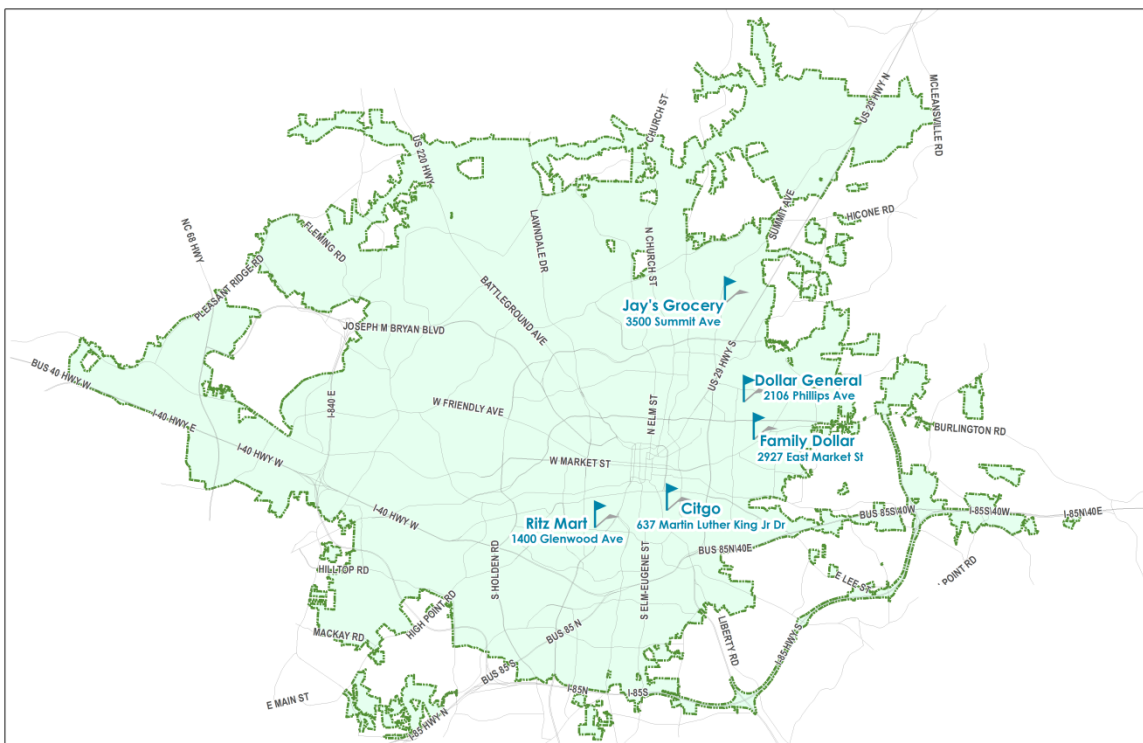 US 29 HWY N
MCLEANSVILLE RD
CHURCH ST
US 220 HWY
SUMMIT AVE
HICONE RD
LAWNDALE DR
NC 68 HWY
FLEMING RD
N CHURCH ST
PLEASANT RIDGE RD
BATTLEGROUND AVE
Jay's Grocery
3500 Summit Ave
JOSEPH M BRYAN BLVD
US 29 HWY S
BUS 40 HWY W
Dollar General
2106 Phillips Ave
I-840 E
W FRIENDLY AVE
N ELM ST
I-40 HWY E
BURLINGTON RD
Family Dollar
2927 East Market St
I-40 HWY W
W MARKET ST
I-40 HWY W
Citgo
637 Martin Luther King Jr Dr
Ritz Mart
1400 Glenwood Ave
BUS 85S\40W
I-85S\40W
I-85N\40E
BUS 85N\40E
HILLTOP RD
S HOLDEN RD
S ELM-EUGENE ST
E LEE ST
POINT RD
HIGH POINT RD
MACKAY RD
BUS 85 N
LIBERTY RD
I-85 HWY S
BUS 85 S
I-85N
I-85S
E MAIN ST
I-85 HWY N